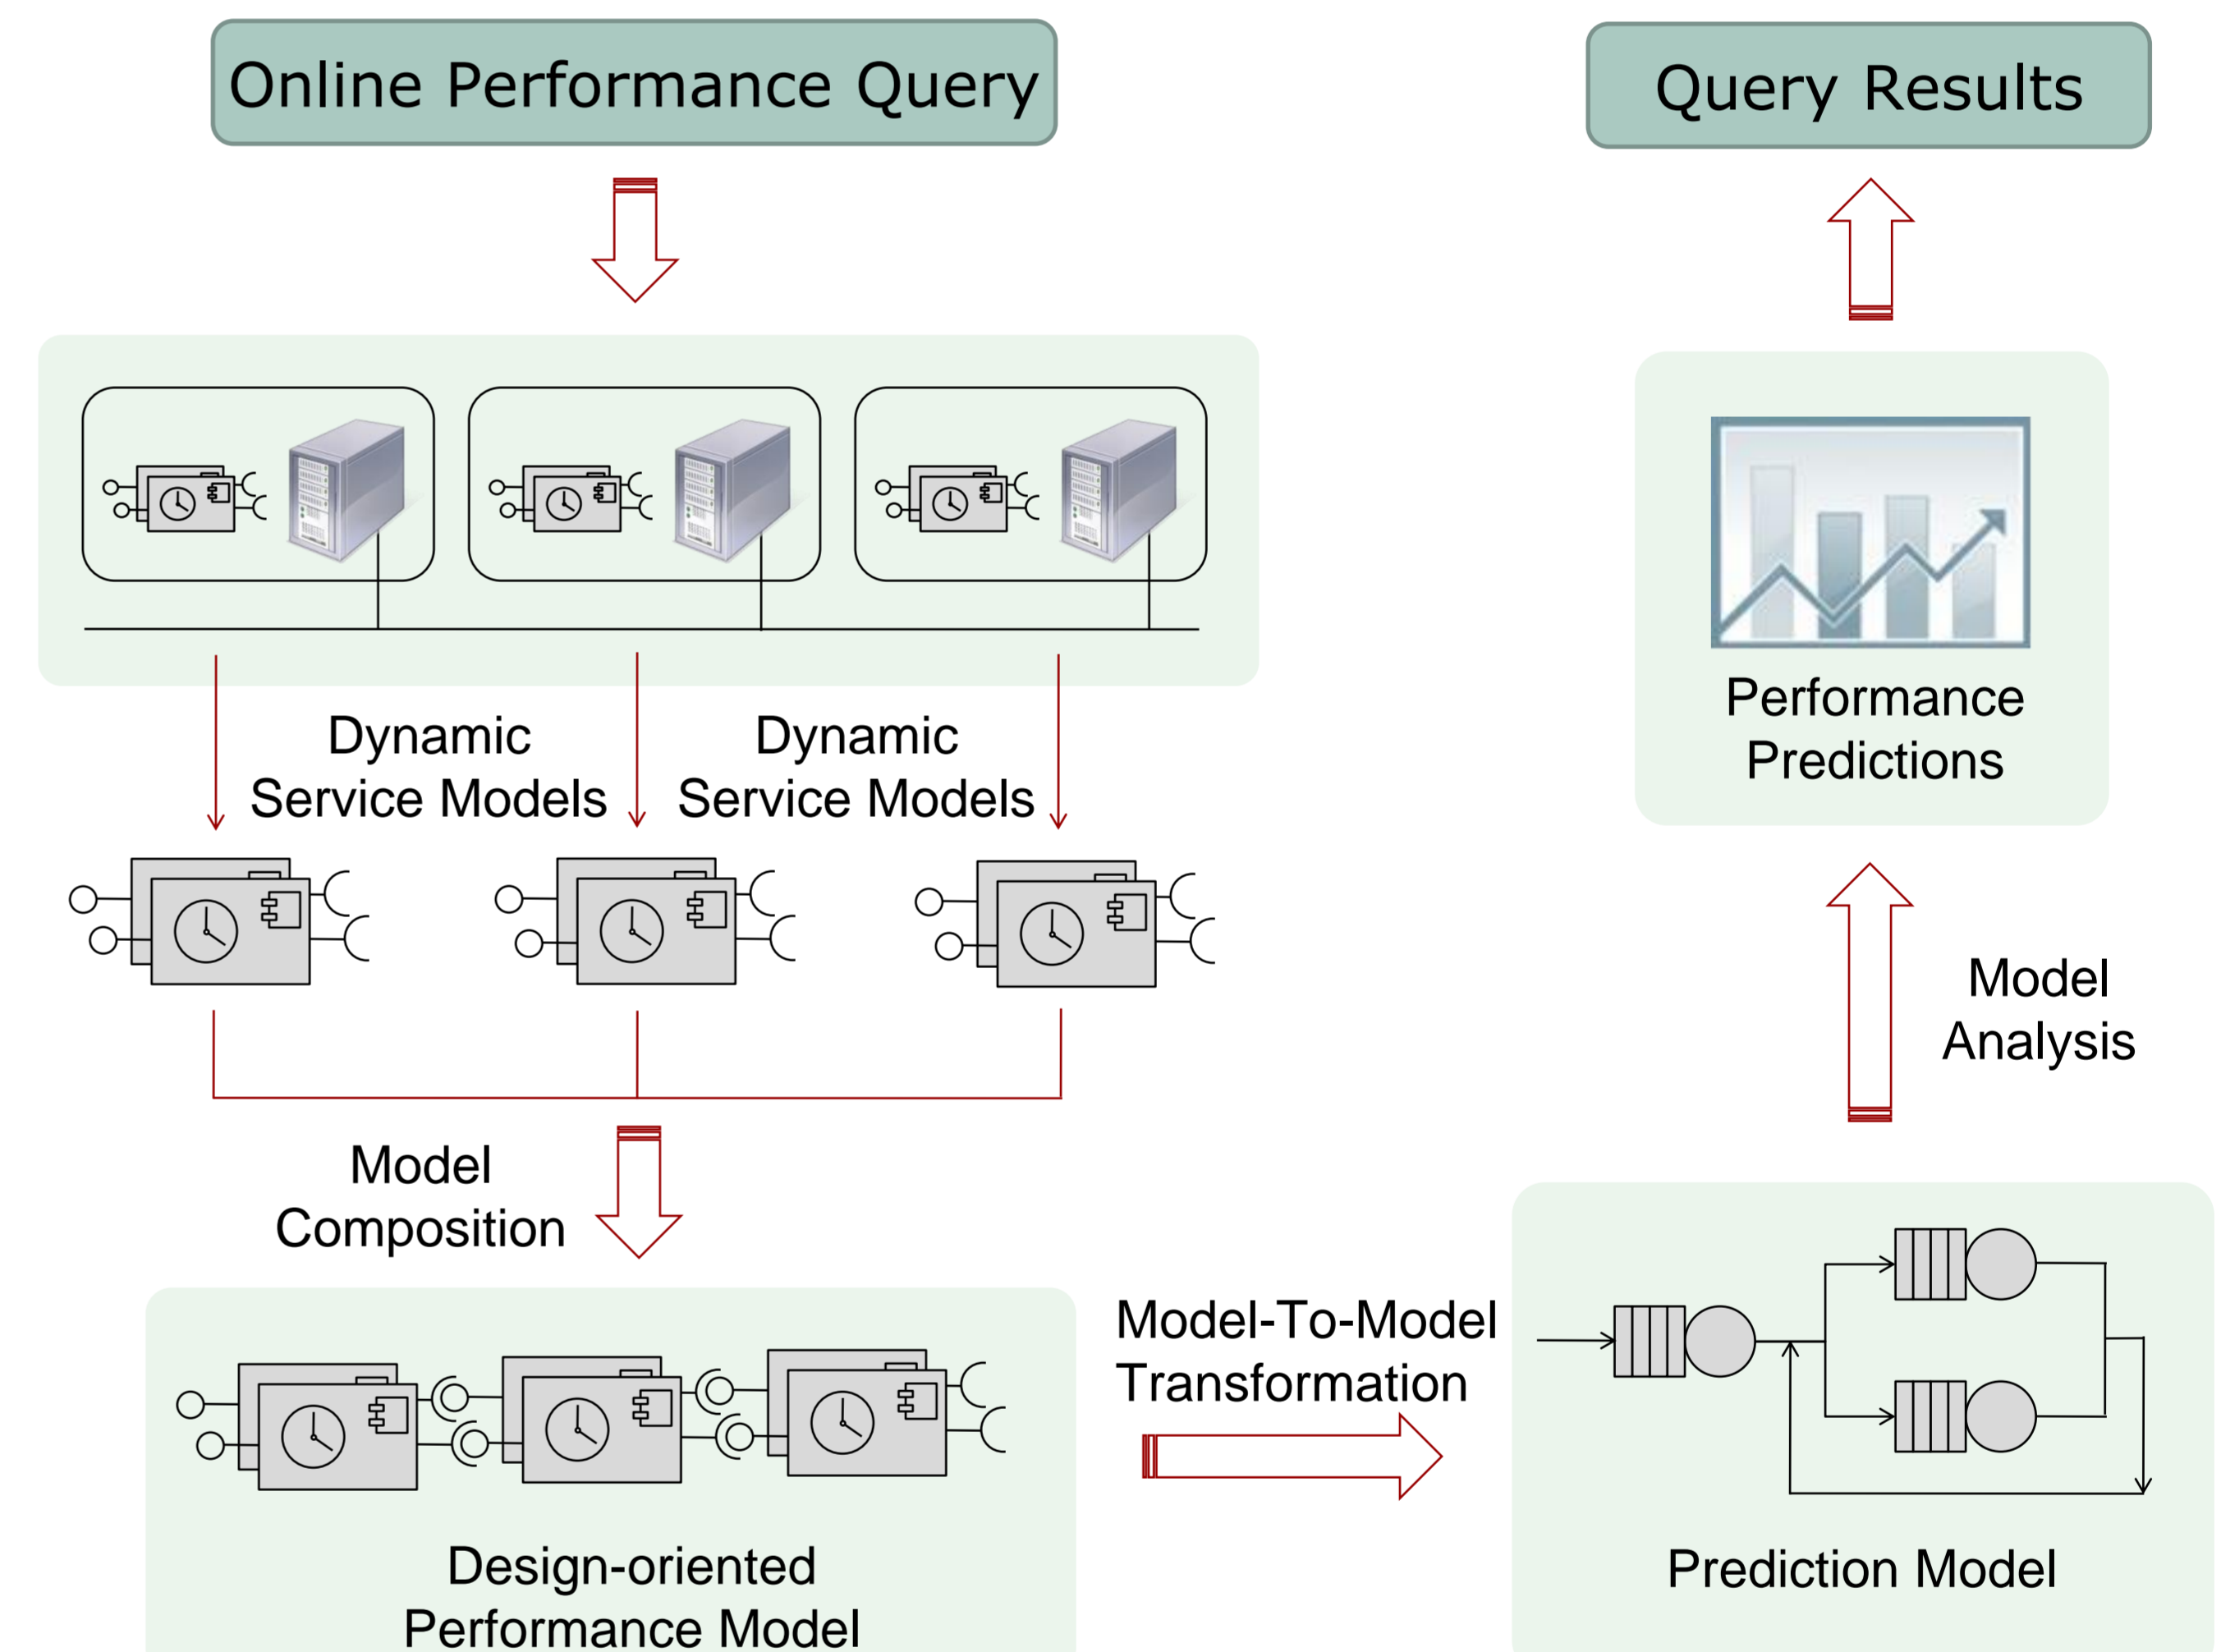 Online Performance Query
Query Results
Performance
Predictions
Dynamic
Service Models
Dynamic
Service Models
Model
Analysis
Model
Composition
Model-To-Model
Transformation
Design-oriented
Performance Model
Prediction Model